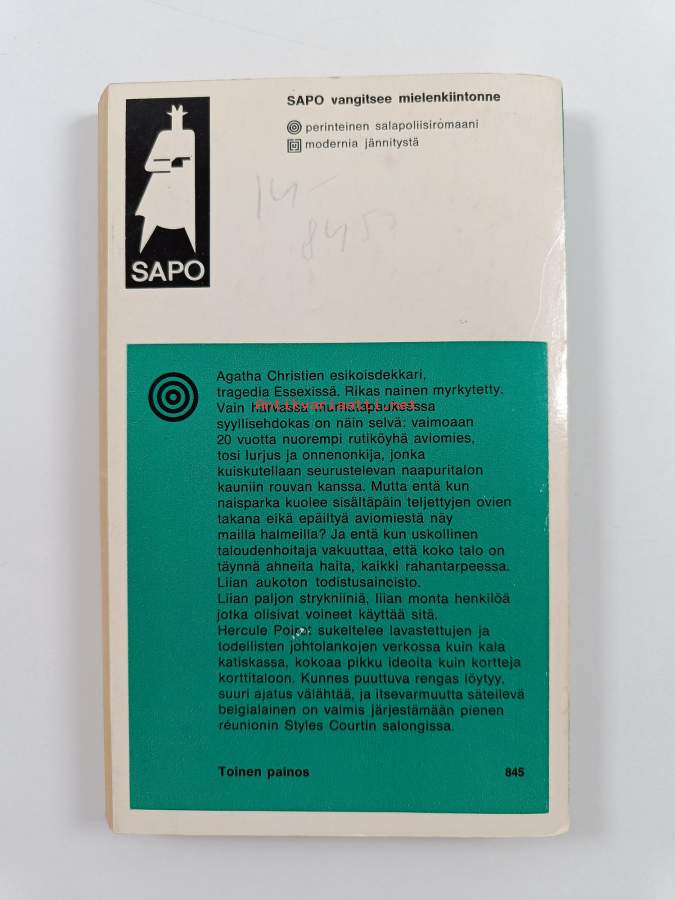 SAPO vangitsee mielenkiintonne
perinteinen salapoliisiromaani
modernia jännitystä
14-
SAPO
Agatha Christien esikoisdekkari,
tragedia Essexissä. Rikas nainen myrkytetty.
Antikvariaatti.net
Vain harvassa murhatapauksessa
syyllisehdokas on näin selvä: vaimoaan
20 vuotta nuorempi rutiköyhä aviomies,
tosi lurjus ja onnenonkija, jonka
kuiskutellaan seurustelevan naapuritalon
kauniin rouvan kanssa. Mutta entä kun
naisparka kuolee sisältäpäin teljettyjen ovien
takana eikä epäiltyä aviomiestä näy
mailla halmeilla? Ja entä kun uskollinen
taloudenhoitaja vakuuttaa, että koko talo on
täynnä ahneita haita, kaikki rahantarpeessa.
Liian aukoton todistusaineisto.
Liian paljon strykniiniä, liian monta henkilöä
jotka olisivat voineet käyttää sitä.
Hercule Poirot sukeltelee lavastettujen ja
todellisten johtolankojen verkossa kuin kala
katiskassa, kokoaa pikku ideoita kuin kortteja
korttitaloon. Kunnes puuttuva rengas löytyy,
suuri ajatus välähtää, ja itsevarmuutta säteilevä
belgialainen on valmis järjestämään pienen
réunionin Styles Courtin salongissa.
Toinen painos 845